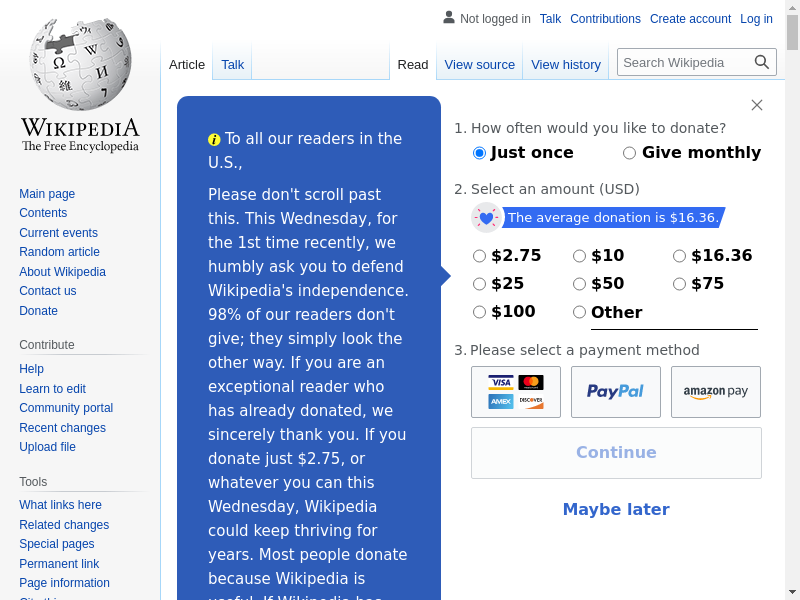 Not logged in Talk Contributions Create account Log in
Article Talk Read View source View history Search Wikipedia
WIKIPEDIA
The Free Encyclopedia
Main page
Contents
Current events
Random article
About Wikipedia
Contact us
Donate
Contribute
Help
Learn to edit
Community portal
Recent changes
Upload file
Tools
What links here
Related changes
Special pages
Permanent link
Page information
To all our readers in the
U.S.,
Please don't scroll past
this. This Wednesday, for
the 1st time recently, we
humbly ask you to defend
Wikipedia's independence.
98% of our readers don't
give; they simply look the
other way. If you are an
exceptional reader who
has already donated, we
sincerely thank you. If you
donate just $2.75, or
whatever you can this
Wednesday, Wikipedia
could keep thriving for
years. Most people donate
because Wikipedia is
useful. If Wikipedia has
1. How often would you like to donate?
Just once Give monthly
2. Select an amount (USD)
The average donation is $16.36.
$2.75 $10 $16.36
$25 $50 $75
$100 Other
3. Please select a payment method
VISA
AMEX DISCOVER
PayPal
amazon pay
Continue
Maybe later